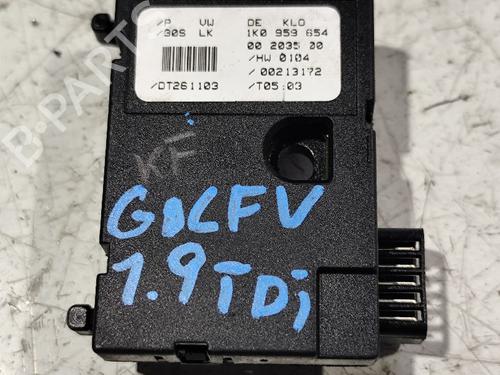 /P VW DE KLO
/30S LK 1K0 959 654
00 2035 00
/HW 0104
/ 00213172
/DT261103 /T05:03
KF
GOLFV
1.9TDi
B-PARTS